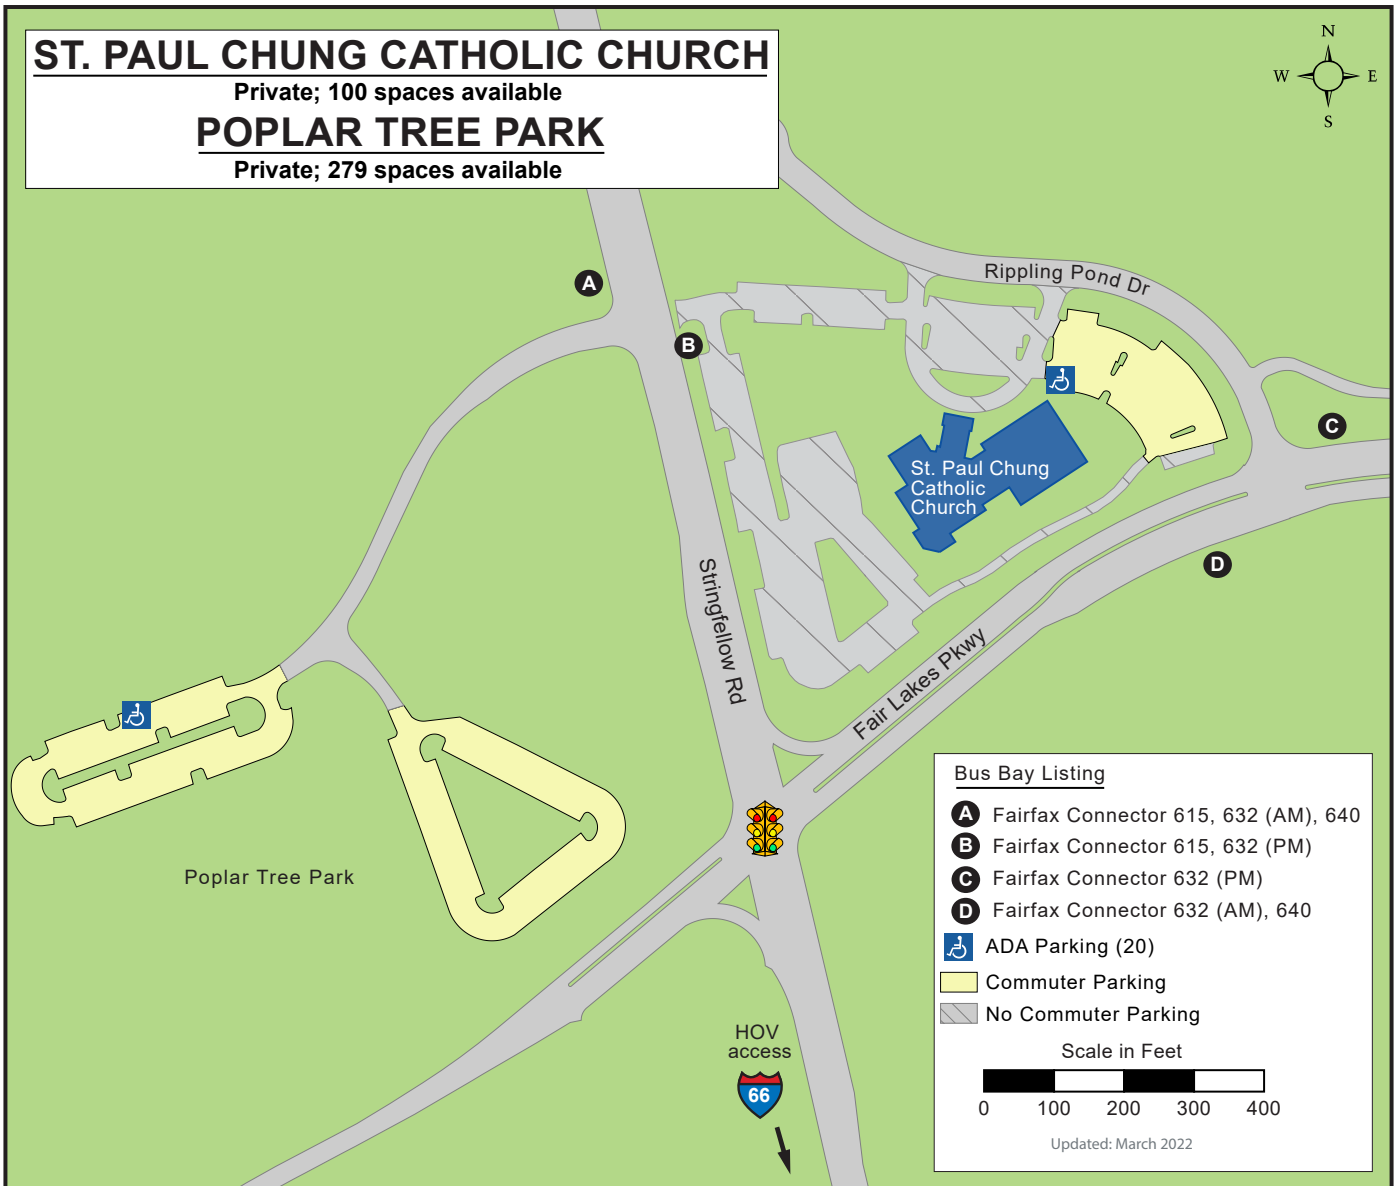 ST. PAUL CHUNG CATHOLIC CHURCH
Private; 100 spaces available
POPLAR TREE PARK
Private; 279 spaces available
N
W E
S
Rippling Pond Dr
A
B
C
St. Paul Chung
Catholic
Church
D
Stringfellow Rd
Fair Lakes Pkwy
Poplar Tree Park
HOV
access
66
Bus Bay Listing
A Fairfax Connector 615, 632 (AM), 640
B Fairfax Connector 615, 632 (PM)
C Fairfax Connector 632 (PM)
D Fairfax Connector 632 (AM), 640
ADA Parking (20)
Commuter Parking
No Commuter Parking
Scale in Feet
0 100 200 300 400
Updated: March 2022